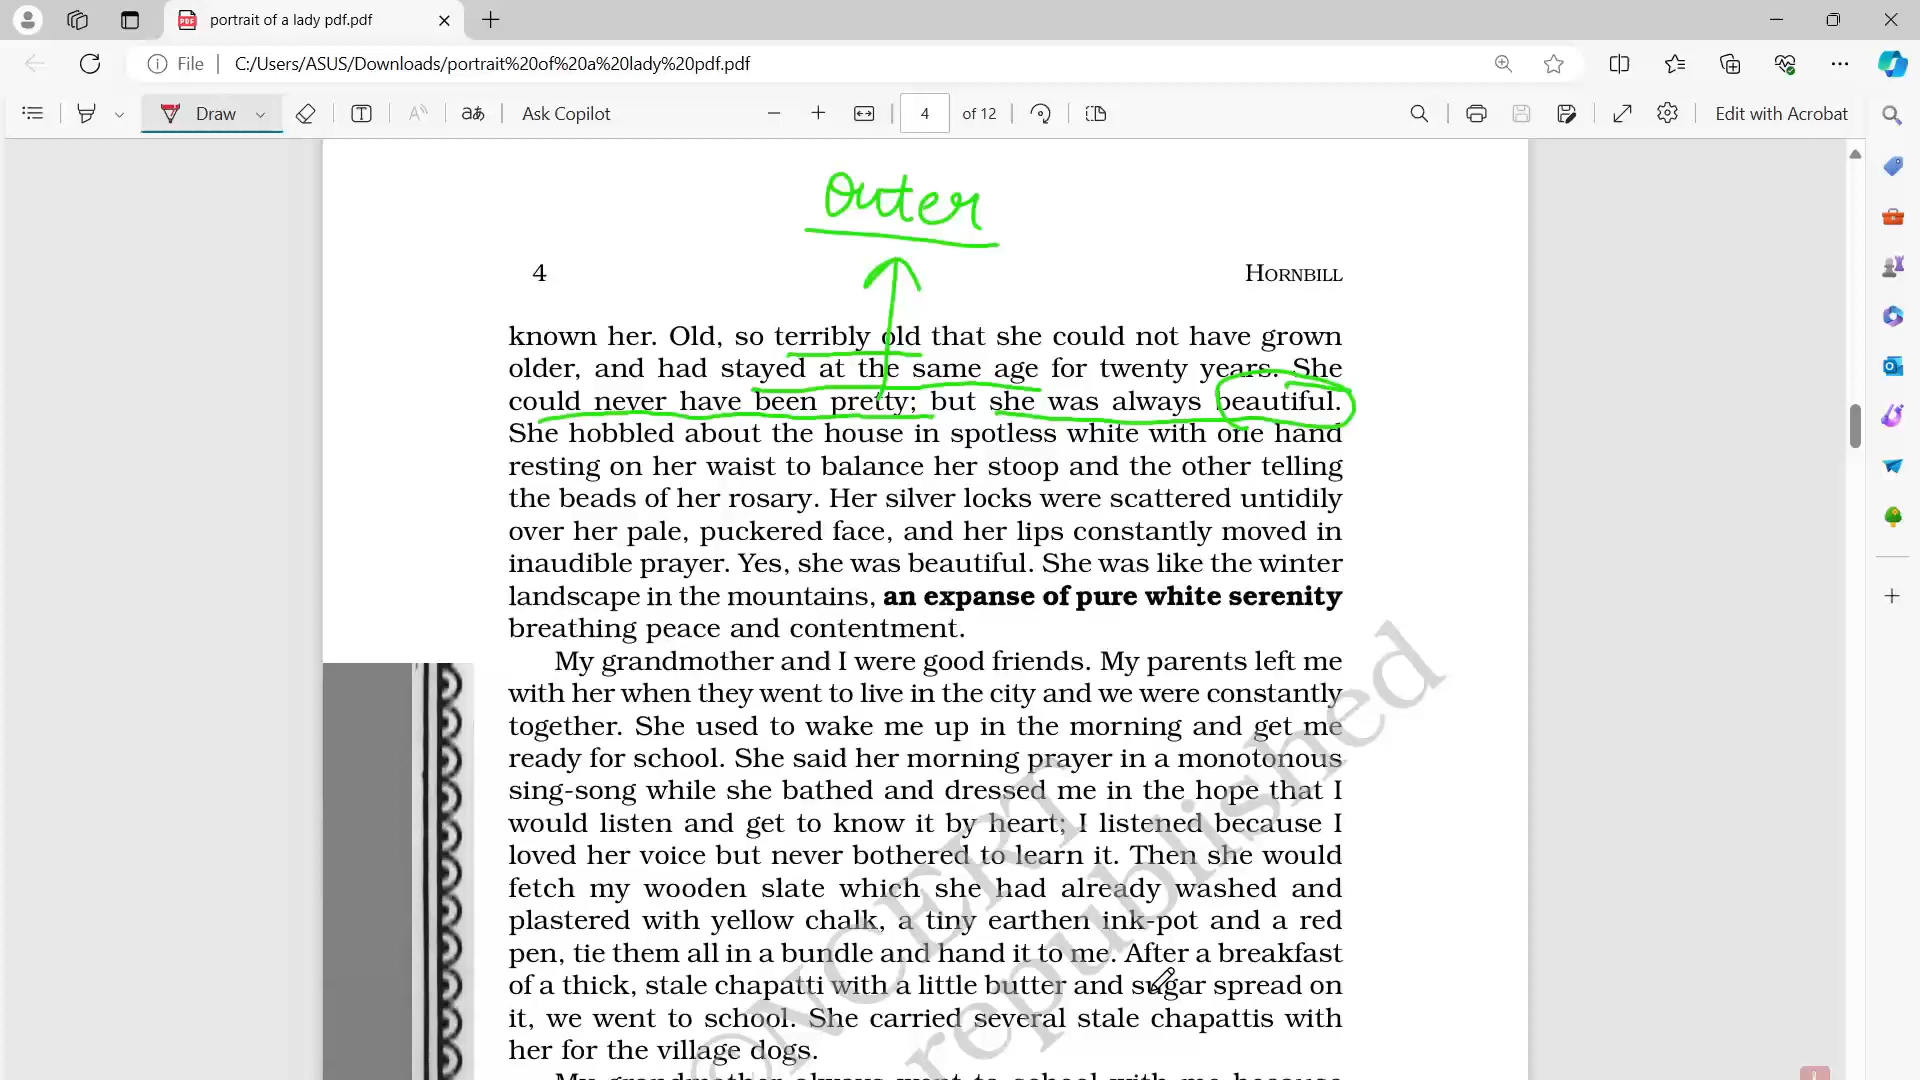 portrait of a lady pdf.pdf
File C:/Users/ASUS/Downloads/portrait%20of%20a%20lady%20pdf.pdf
Draw T aあ Ask Copilot 4 of 12 Edit with Acrobat
outer
4 HORNBILL
known her. Old, so terribly old that she could not have grown
older, and had stayed at the same age for twenty years. She
could never have been pretty; but she was always beautiful.
She hobbled about the house in spotless white with one hand
resting on her waist to balance her stoop and the other telling
the beads of her rosary. Her silver locks were scattered untidily
over her pale, puckered face, and her lips constantly moved in
inaudible prayer. Yes, she was beautiful. She was like the winter
landscape in the mountains, an expanse of pure white serenity
breathing peace and contentment.
My grandmother and I were good friends. My parents left me
with her when they went to live in the city and we were constantly
together. She used to wake me up in the morning and get me
ready for school. She said her morning prayer in a monotonous
sing-song while she bathed and dressed me in the hope that I
would listen and get to know it by heart; I listened because I
loved her voice but never bothered to learn it. Then she would
fetch my wooden slate which she had already washed and
plastered with yellow chalk, a tiny earthen ink-pot and a red
pen, tie them all in a bundle and hand it to me. After a breakfast
of a thick, stale chapatti with a little butter and sugar spread on
it, we went to school. She carried several stale chapattis with
her for the village dogs.
My grandmother always went to school with me because
©NCERT
republished